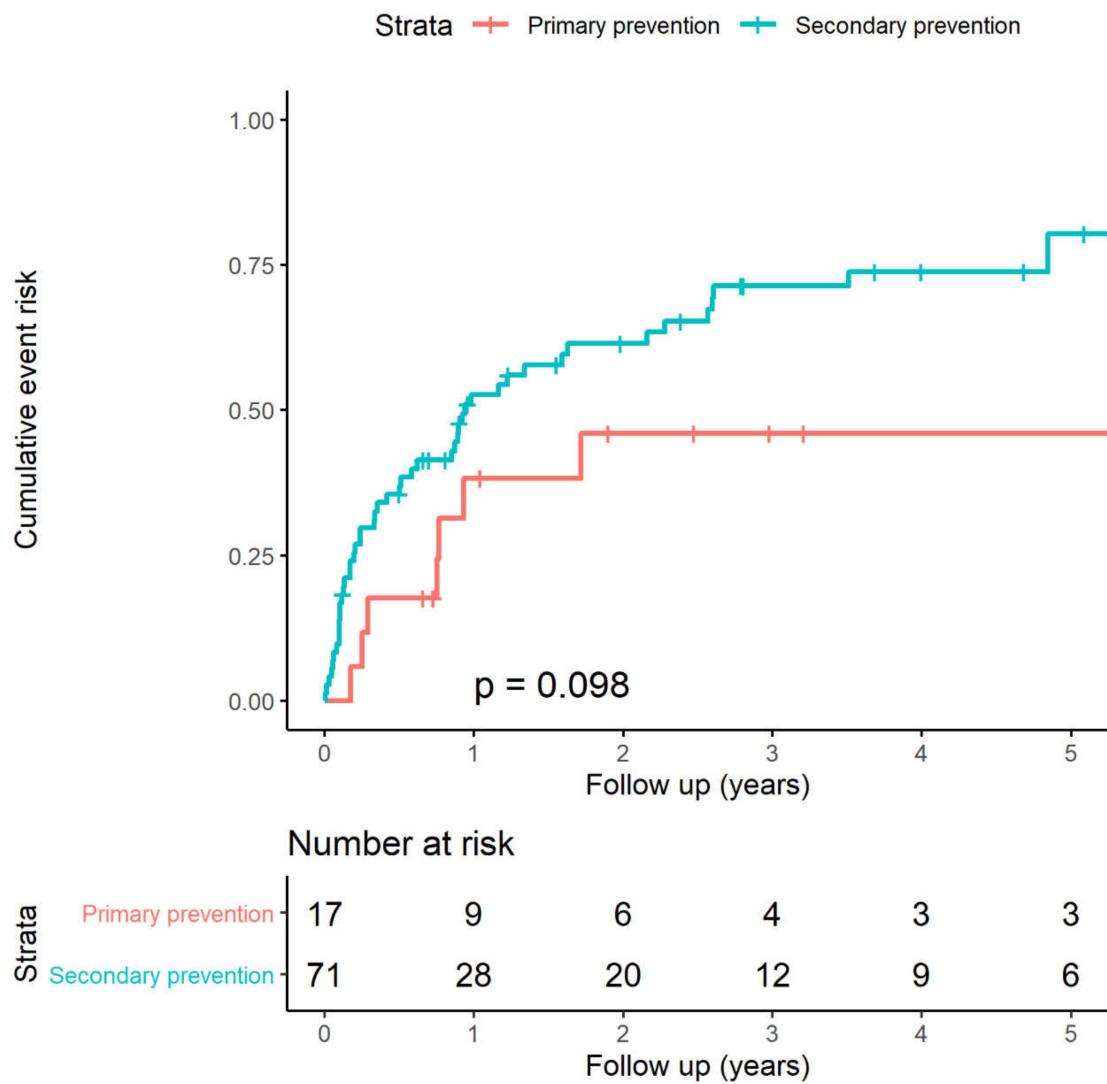 Strata Primary prevention Secondary prevention
Cumulative event risk
1.00
0.75
0.50
0.25
0.00
p = 0.098
0 1 2 3 4 5
Follow up (years)
Number at risk
Strata
Primary prevention 17 9 6 4 3 3
Secondary prevention 71 28 20 12 9 6
0 1 2 3 4 5
Follow up (years)